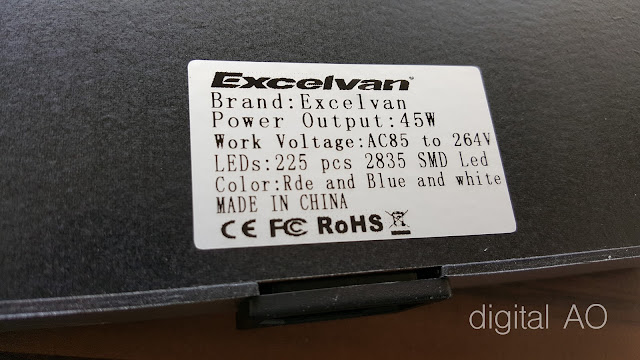 Excelvan
Brand:Excelvan
Power Output:45W
Work Voltage:AC85 to 264V
LEDs:225 pcs 2835 SMD Led
Color:Rde and Blue and white
MADE IN CHINA
CE FC RoHS
digital AO